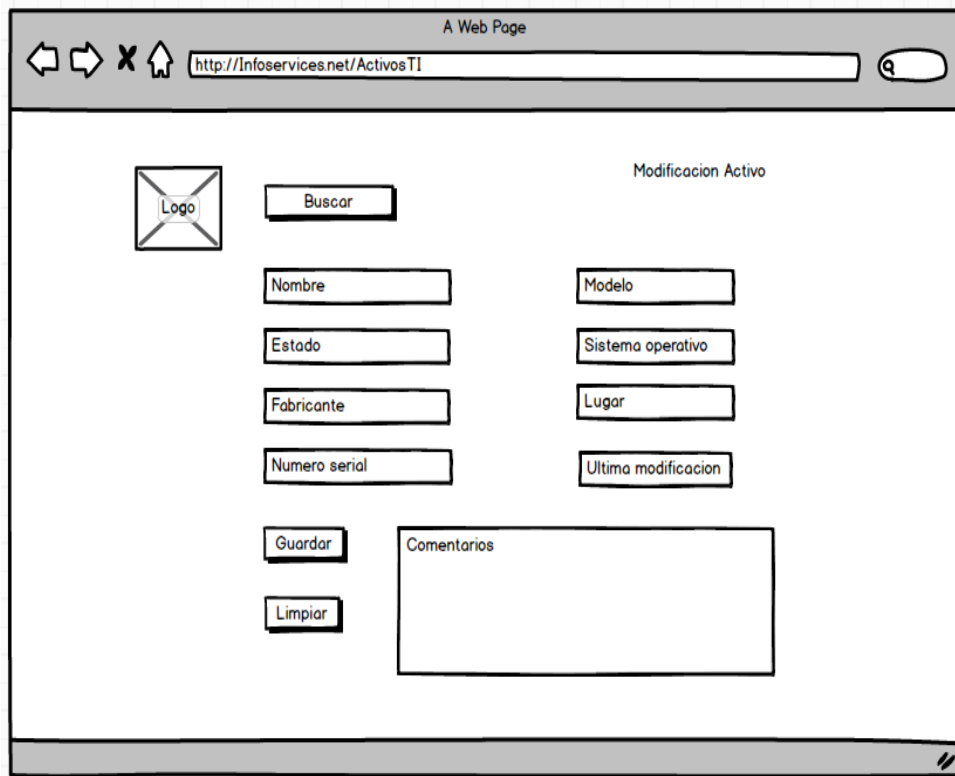 A Web Page
http://Infoservices.net/ActivosTI
Modificacion Activo
Logo
Buscar
Nombre
Modelo
Estado
Sistema operativo
Fabricante
Lugar
Numero serial
Ultima modificacion
Guardar
Comentarios
Limpiar